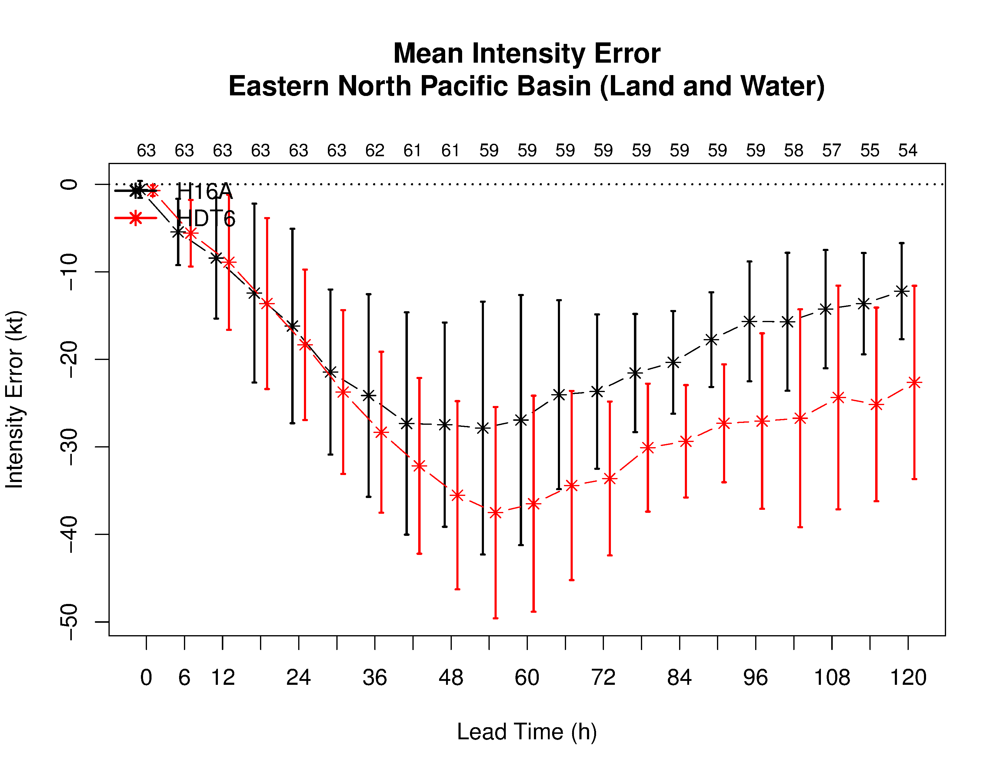 Mean Intensity Error
Eastern North Pacific Basin (Land and Water)
63 63 63 63 63 63 62 61 61 59 59 59 59 59 59 59 59 58 57 55 54
H16A
HDT6
0
−10
−20
−30
−40
−50
Intensity Error (kt)
0 6 12 24 36 48 60 72 84 96 108 120
Lead Time (h)